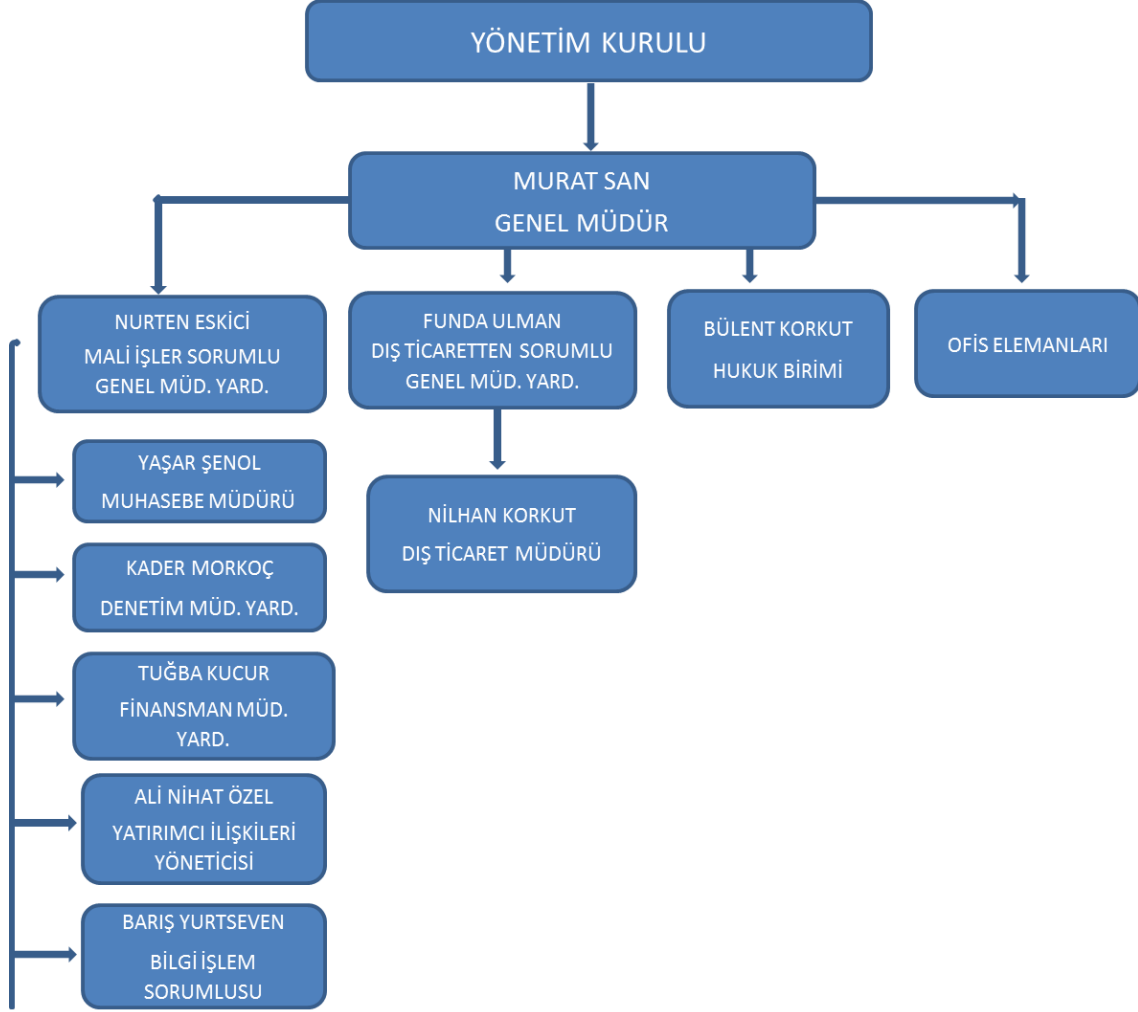 YÖNETİM KURULU
MURAT SAN
GENEL MÜDÜR
NURTEN ESKİCİ
MALİ İŞLER SORUMLU
GENEL MÜD. YARD.
FUNDA ULMAN
DIŞ TİCARETTEN SORUMLU
GENEL MÜD. YARD.
BÜLENT KORKUT
HUKUK BİRİMİ
OFİS ELEMANLARI
YAŞAR ŞENOL
MUHASEBE MÜDÜRÜ
NİLHAN KORKUT
DIŞ TİCARET MÜDÜRÜ
KADER MORKOÇ
DENETİM MÜD. YARD.
TUĞBA KUCUR
FİNANSMAN MÜD.
YARD.
ALİ NİHAT ÖZEL
YATIRIMCI İLİŞKİLERİ
YÖNETİCİSİ
BARIŞ YURTSEVEN
BİLGİ İŞLEM
SORUMLUSU